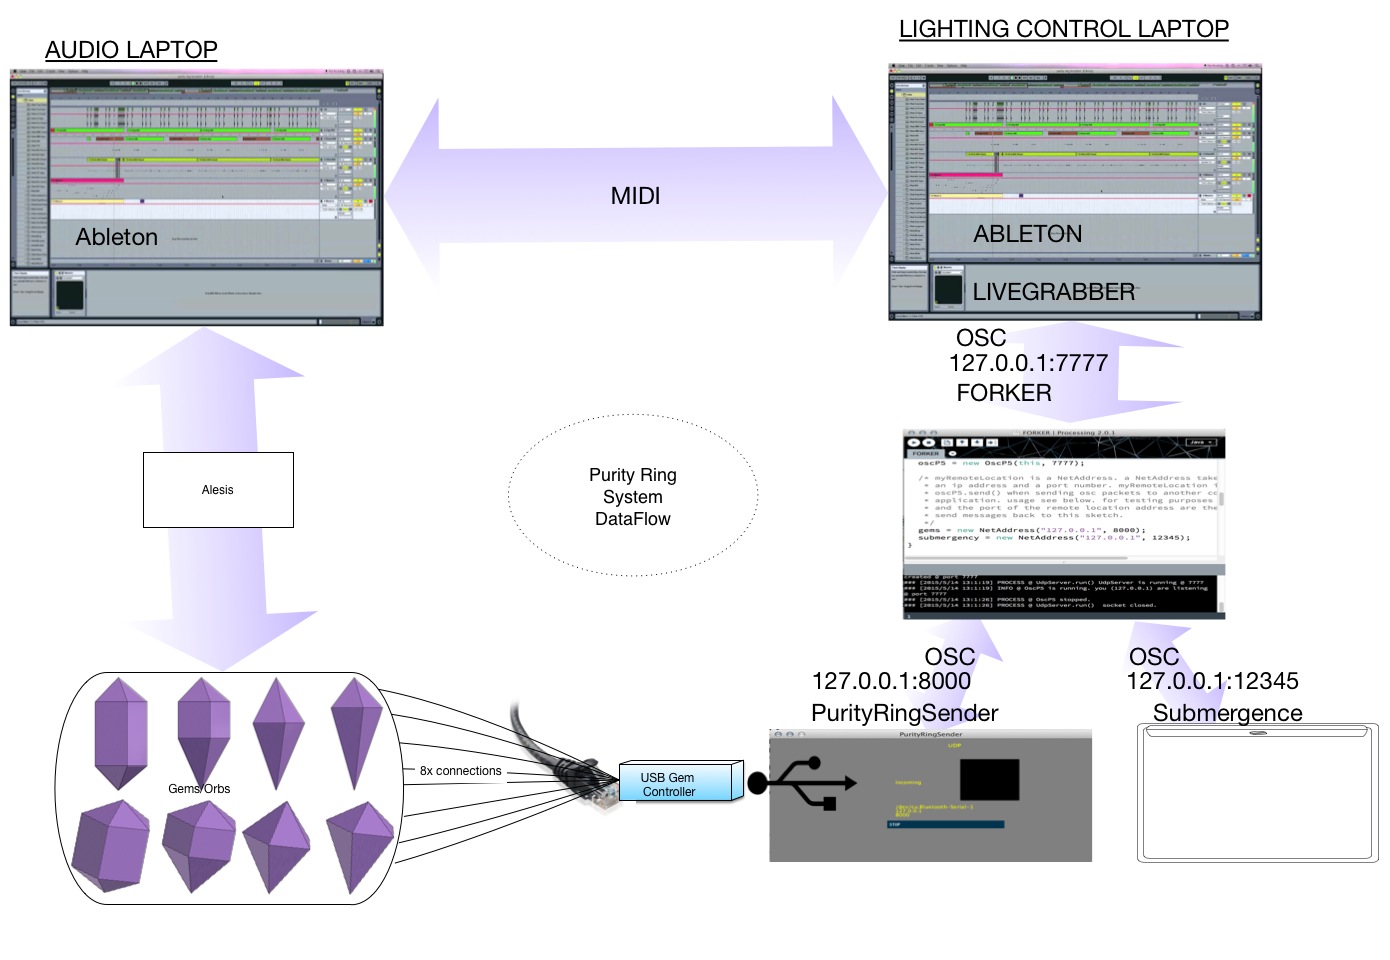 AUDIO LAPTOP
LIGHTING CONTROL LAPTOP
MIDI
Ableton
ABLETON
LIVEGRABBER
OSC
127.0.0.1:7777
FORKER
FORKER | Processing 2.0.1
Java
FORKER
oscP5 = new OscP5(this, 7777);
/* myRemoteLocation is a NetAddress. a NetAddress take
* an ip address and a port number. myRemoteLocation i
* oscP5.send() when sending osc packets to another co
* application. usage see below. for testing purposes
* and the port of the remote location address are the
* send messages back to this sketch.
*/
gems = new NetAddress("127.0.0.1", 8000);
submergency = new NetAddress("127.0.0.1", 12345);
}
created @ port 7777
### [2015/5/14 13:1:19] PROCESS @ UdpServer.run() UdpServer is running @ 7777
### [2015/5/14 13:1:19] INFO @ OscP5 is running. you (127.0.0.1) are listening
@ port 7777
### [2015/5/14 13:1:26] PROCESS @ OscP5 stopped.
### [2015/5/14 13:1:26] PROCESS @ UdpServer.run() socket closed.
1
Alesis
Purity Ring
System
DataFlow
OSC
127.0.0.1:8000
PurityRingSender
OSC
127.0.0.1:12345
Submergence
PurityRingSender
UDP
incoming
127.0.0.1
8000
STOP
Gems/Orbs
8x connections
USB Gem
Controller